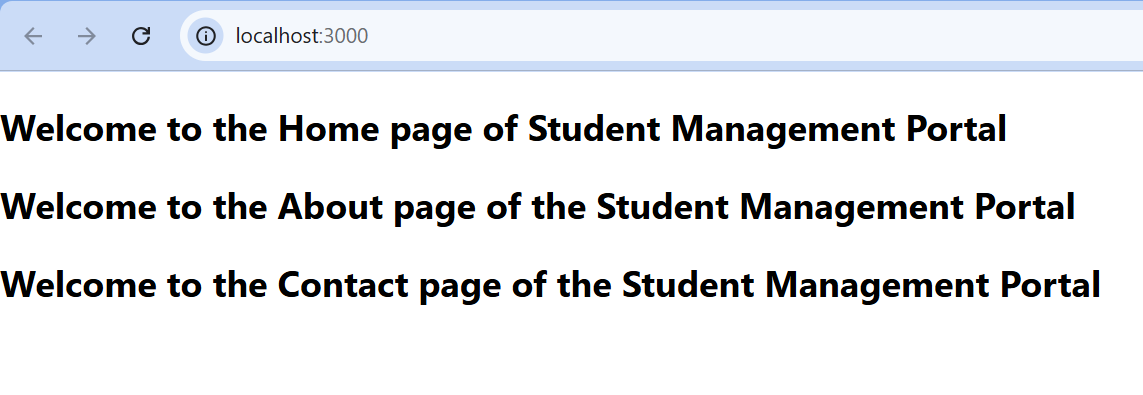 localhost:3000
Welcome to the Home page of Student Management Portal
Welcome to the About page of the Student Management Portal
Welcome to the Contact page of the Student Management Portal